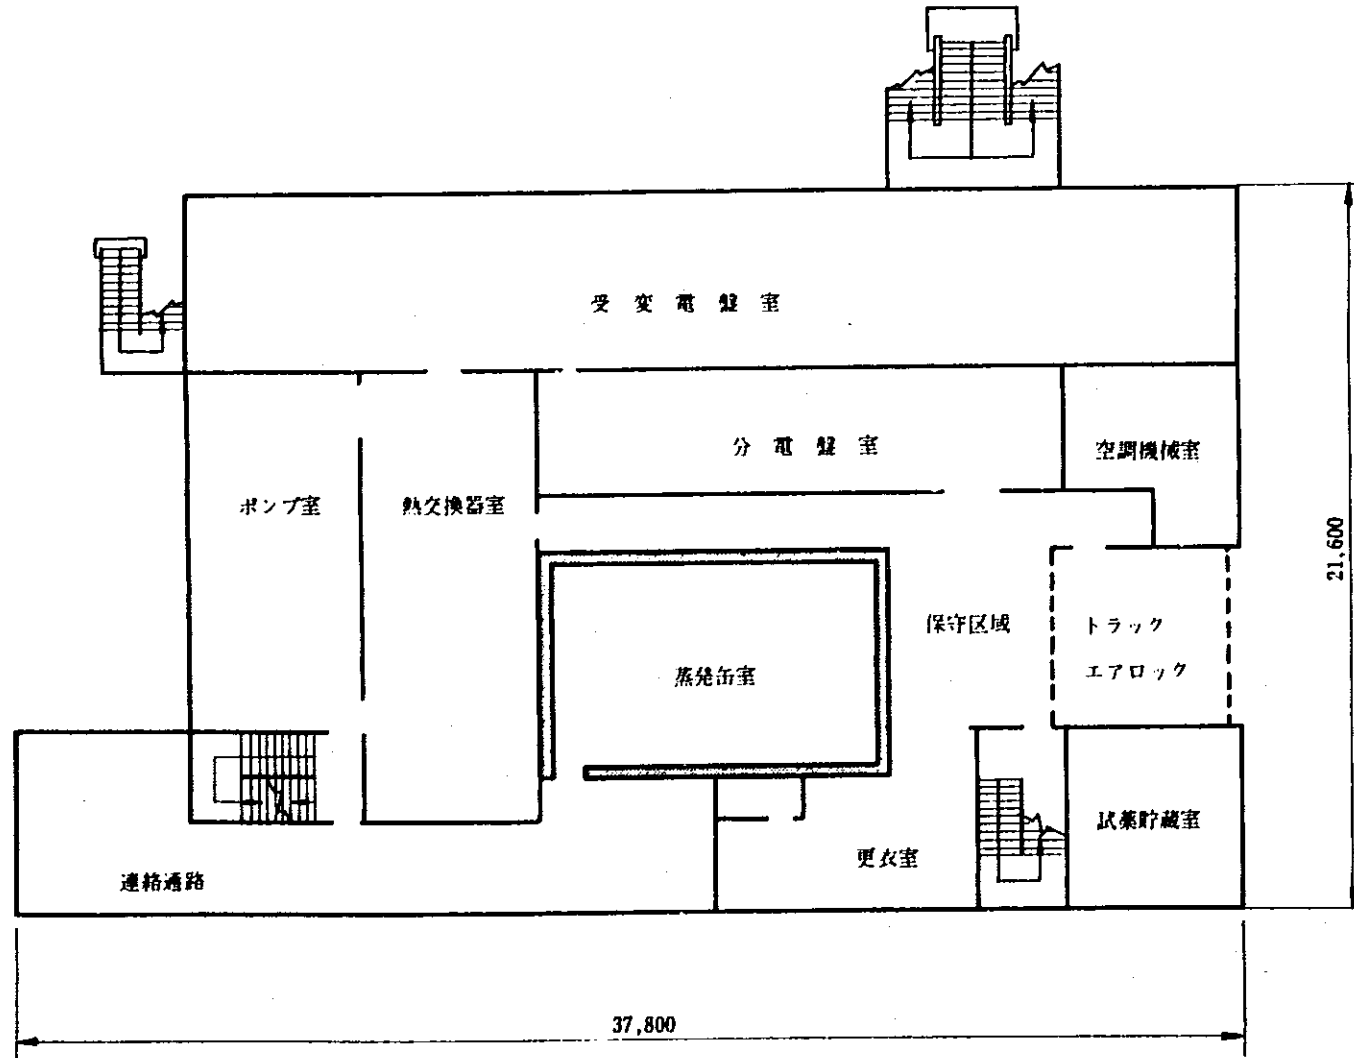 受変電盤室
分電盤室
空調機械室
ポンプ室
熱交換器室
21,600
保守区域
トラック
エアロック
蒸発缶室
試薬貯蔵室
更衣室
連絡通路
37,800